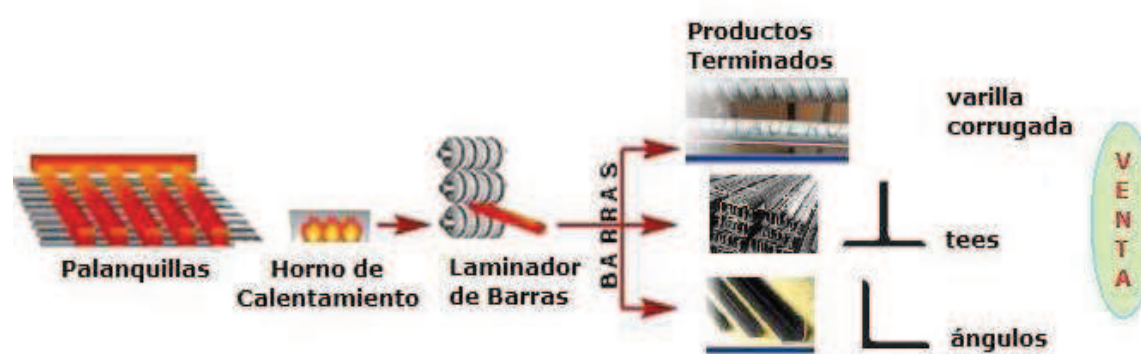 Productos
Terminados
varilla
corrugada
Palanquillas
Horno de
Calentamiento
Laminador
de Barras
BARRAS
tees
ángulos
VENTA